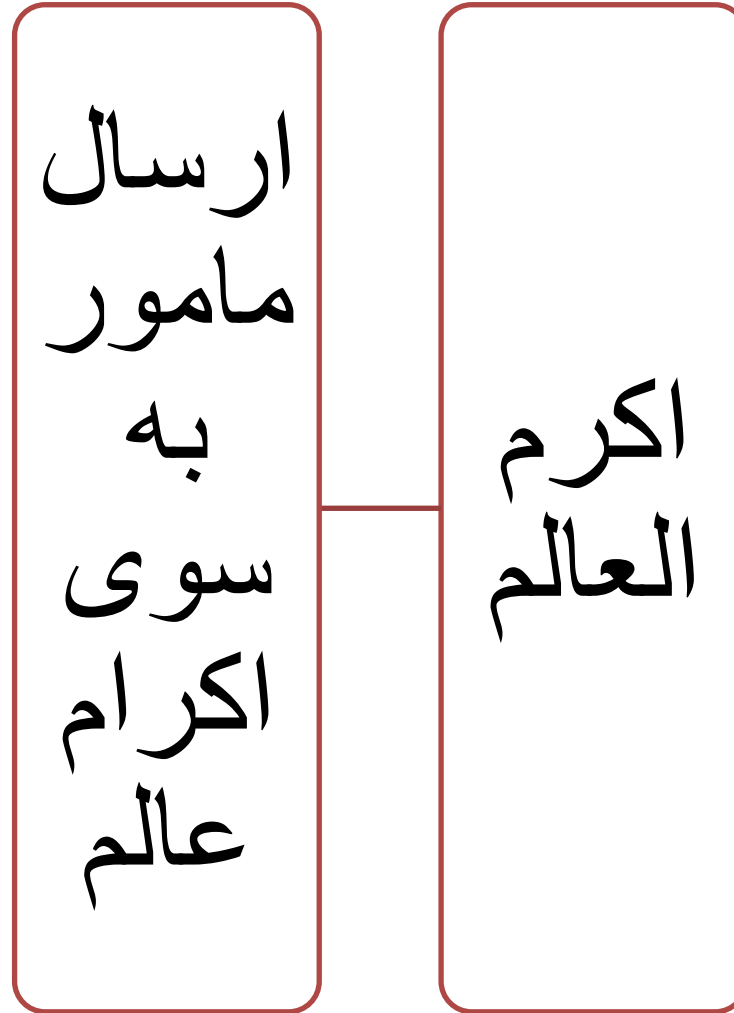 اکرم
العالم
ارسال
مامور
به
سوی
اکرام
عالم